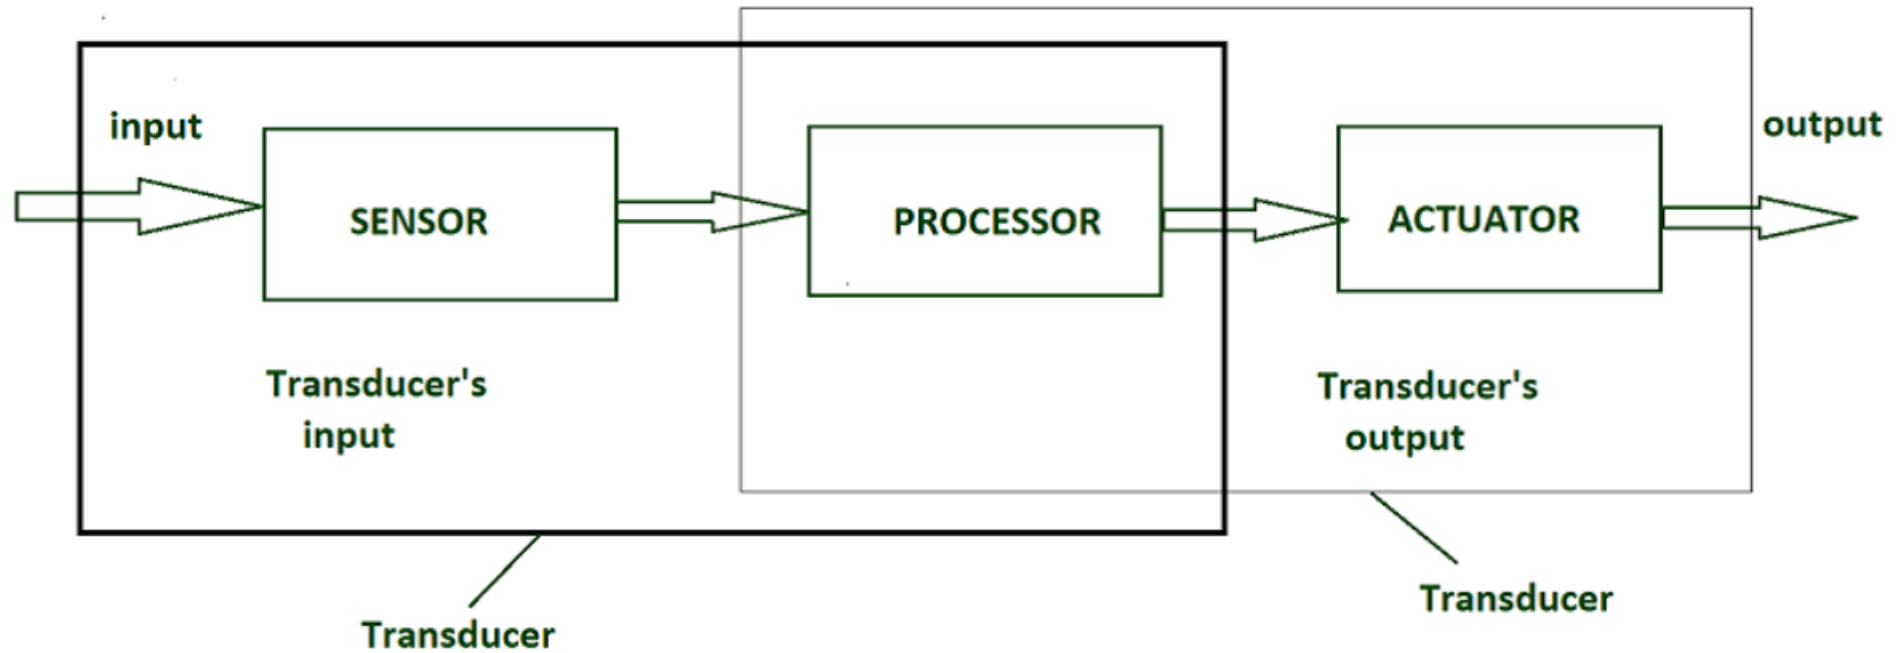 input
output
SENSOR
PROCESSOR
ACTUATOR
Transducer's
input
Transducer's
output
Transducer
Transducer